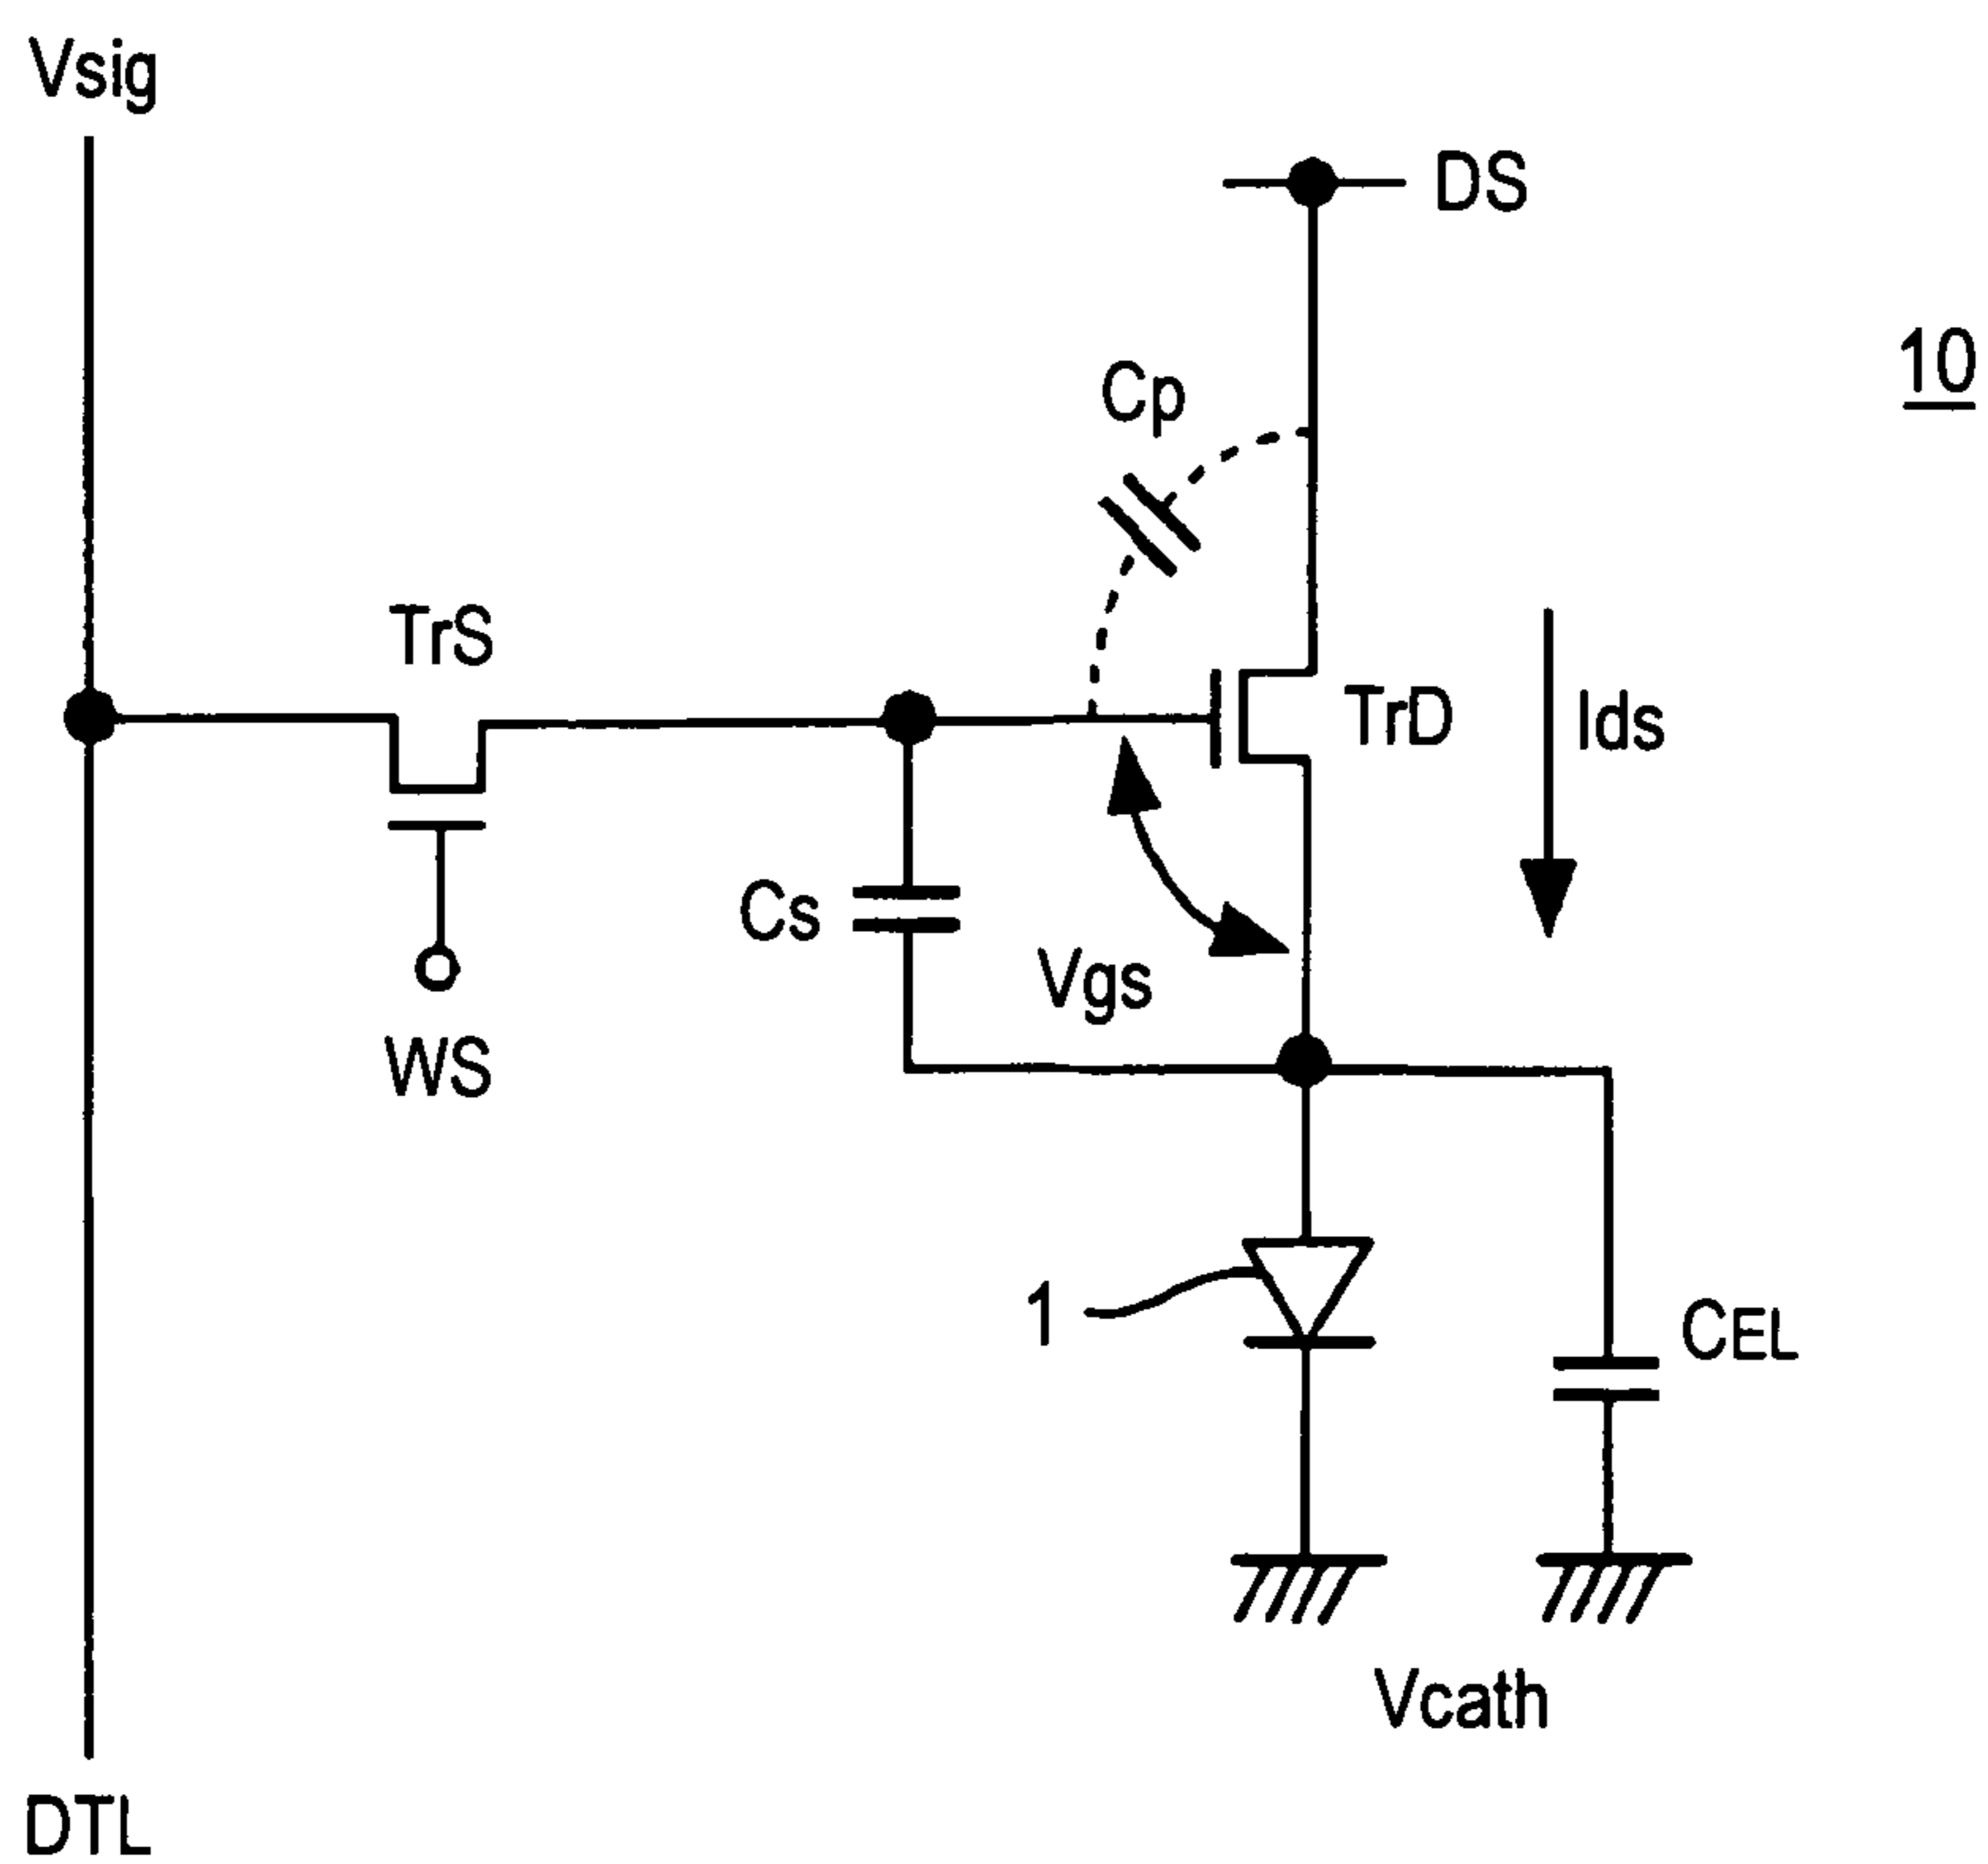 Vsig
DS
10
Cp
TrS
TrD
Ids
Cs
Vgs
WS
1
CEL
Vcath
DTL